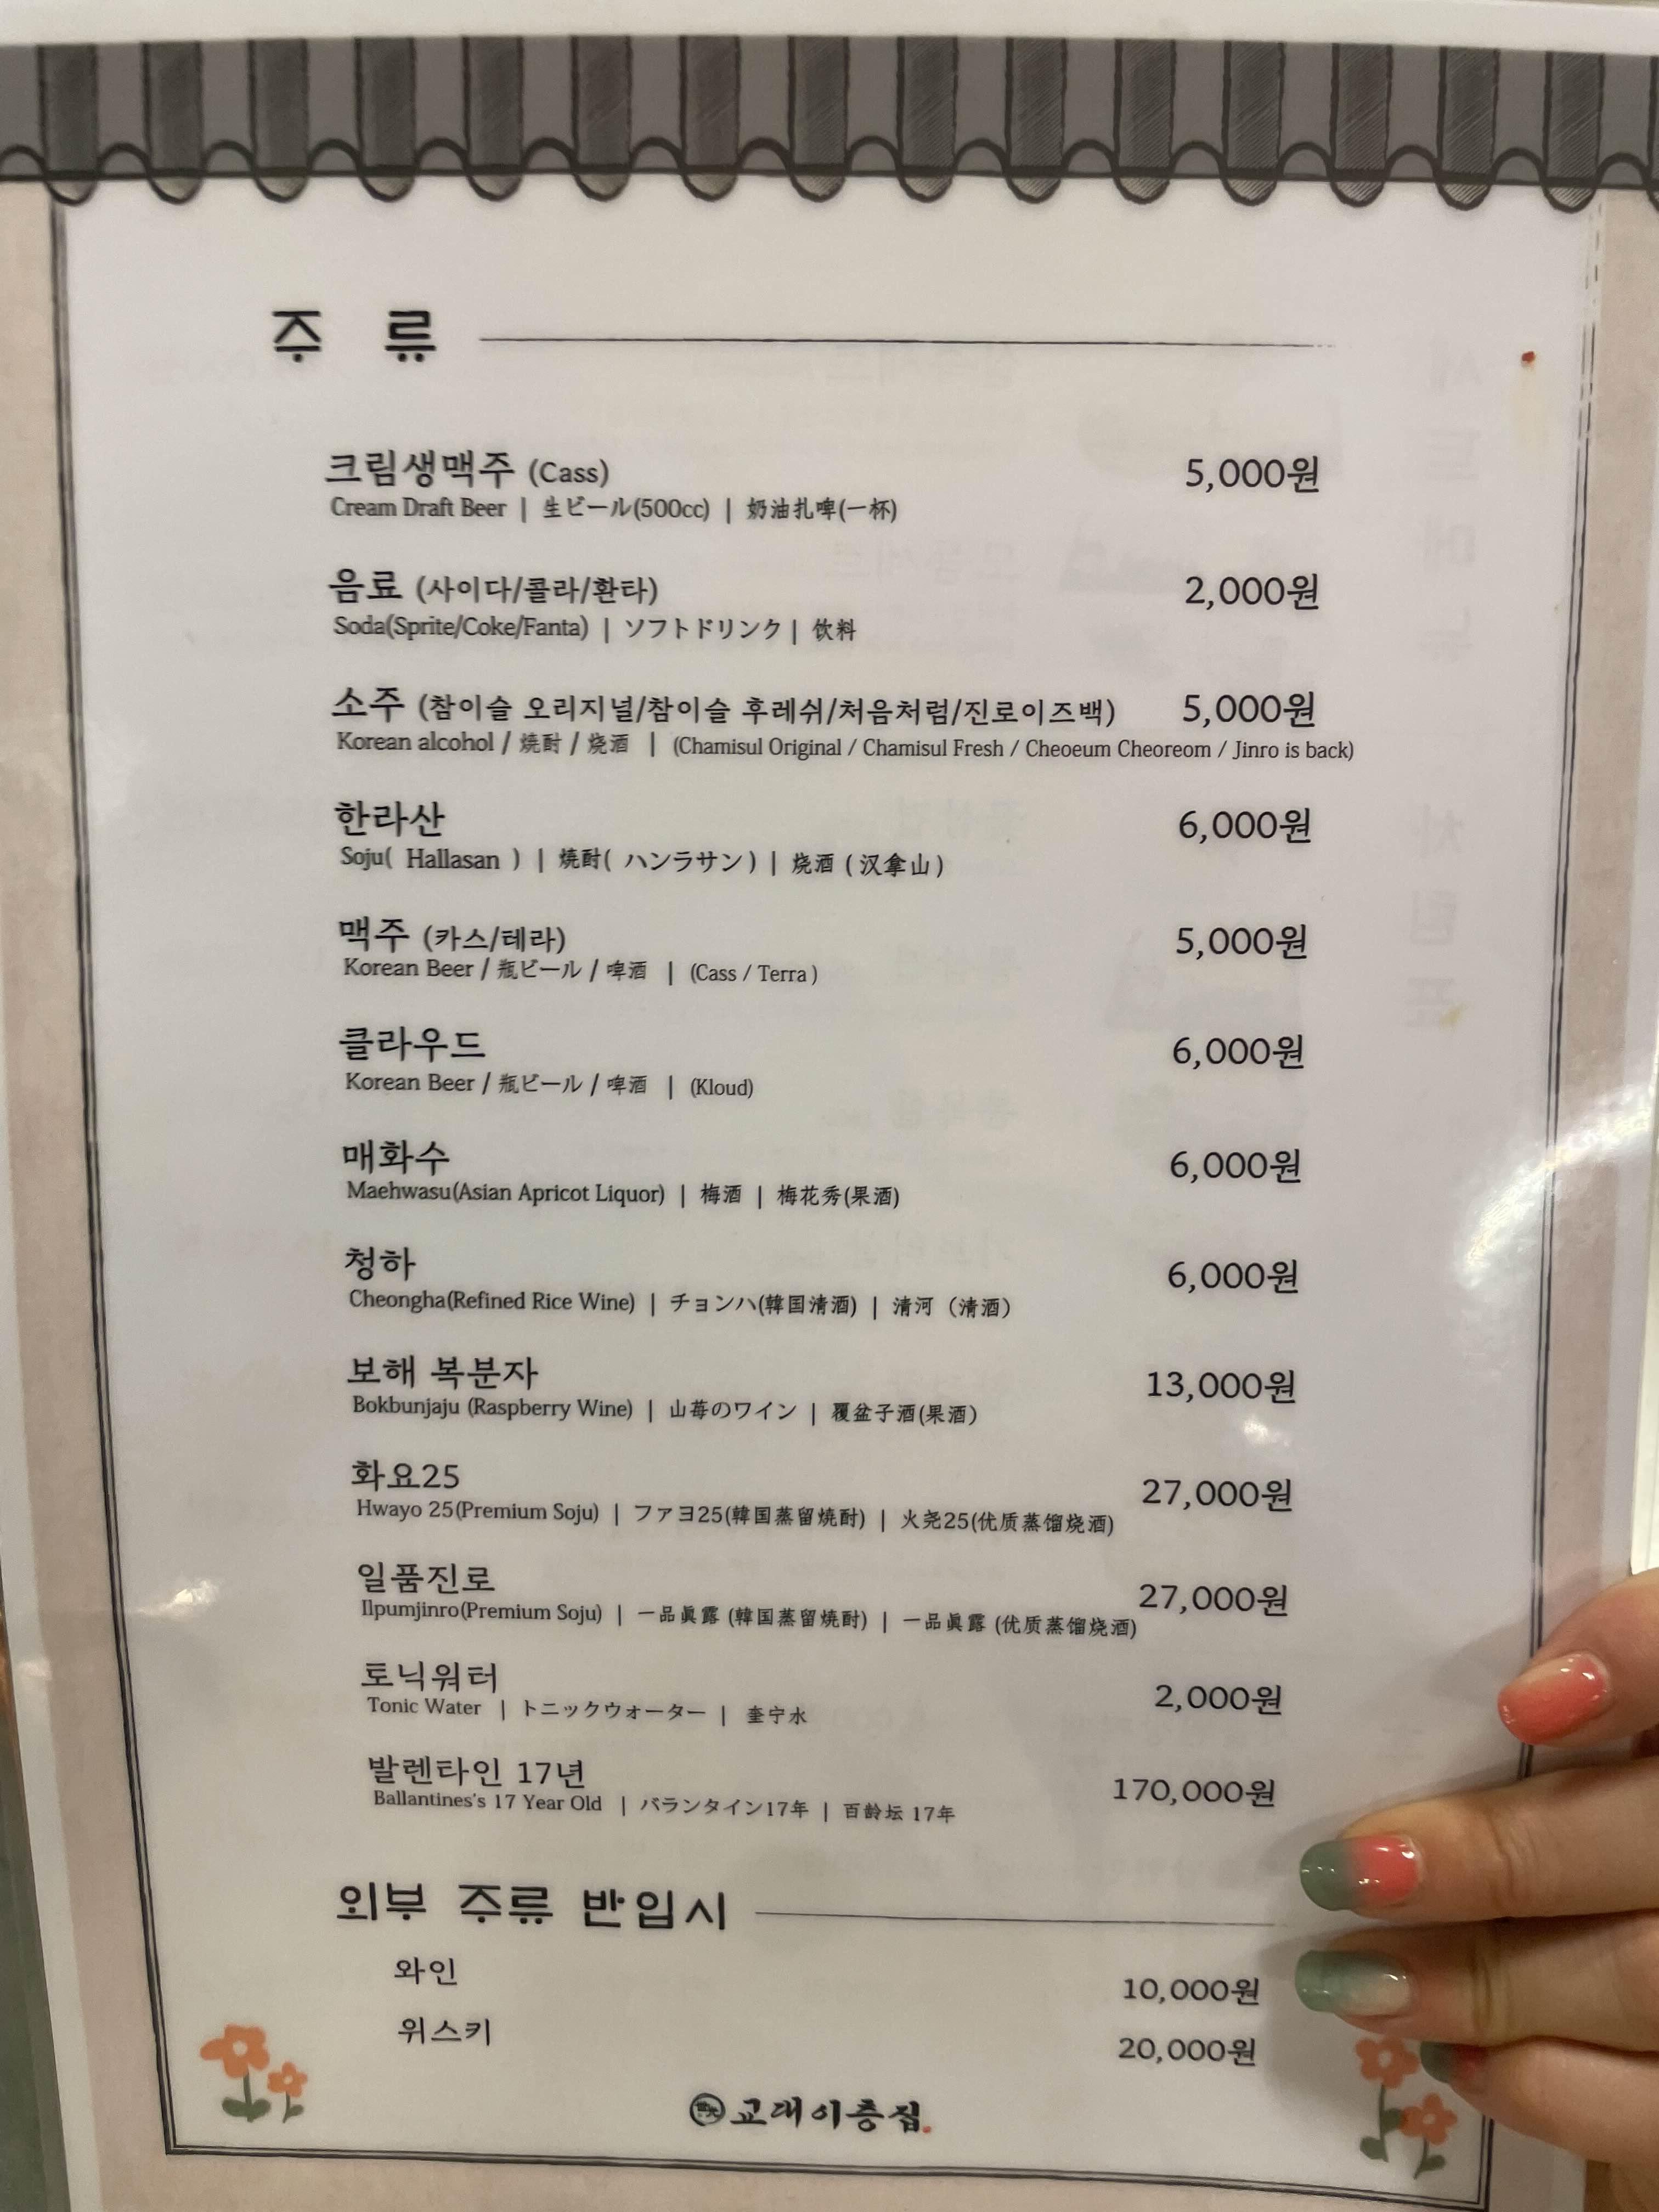 주 류
크림생맥주 (Cass) 5,000원
Cream Draft Beer | 生ビール(500cc) | 奶油扎啤(一杯)
음료 (사이다/콜라/환타) 2,000원
Soda(Sprite/Coke/Fanta) | ソフトドリンク | 饮料
소주 (참이슬 오리지널/참이슬 후레쉬/처음처럼/진로이즈백) 5,000원
Korean alcohol / 焼酎 / 烧酒 | (Chamisul Original / Chamisul Fresh / Cheoeum Cheoreom / Jinro is back)
한라산 6,000원
Soju( Hallasan ) | 焼酎( ハンラサン ) | 烧酒 ( 汉拿山 )
맥주 (카스/테라) 5,000원
Korean Beer / 瓶ビール / 啤酒 | (Cass / Terra )
클라우드 6,000원
Korean Beer / 瓶ビール / 啤酒 | (Kloud)
매화수 6,000원
Maehwasu(Asian Apricot Liquor) | 梅酒 | 梅花秀(果酒)
청하 6,000원
Cheongha(Refined Rice Wine) | チョンハ(韓国清酒) | 清河 (清酒)
보해 복분자 13,000원
Bokbunjaju (Raspberry Wine) | 山苺のワイン | 覆盆子酒(果酒)
화요25 27,000원
Hwayo 25(Premium Soju) | ファヨ25(韓国蒸留焼酎) | 火尧25(优质蒸馏烧酒)
일품진로 27,000원
Ilpumjinro(Premium Soju) | 一品眞露 (韓国蒸留焼酎) | 一品眞露 (优质蒸馏烧酒)
토닉워터 2,000원
Tonic Water | トニックウォーター | 奎宁水
발렌타인 17년 170,000원
Ballantines's 17 Year Old | バランタイン17年 | 百龄坛 17年
외부 주류 반입시
와인 10,000원
위스키 20,000원
교대이층집.